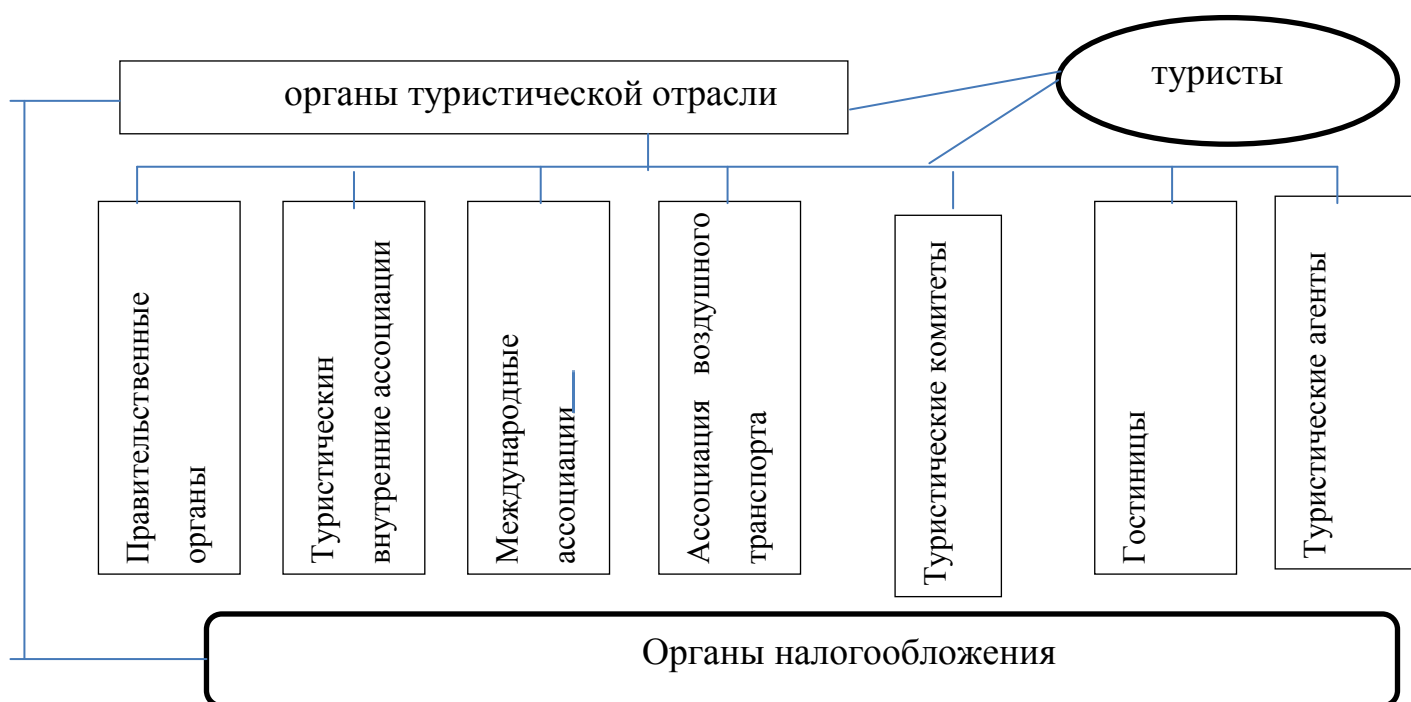 туристы
органы туристической отрасли
Правительственные
органы
Туристическин
внутренние ассоциации
Международные
ассоциации
Ассоциация воздушного
транспорта
Туристические комитеты
Гостиницы
Туристические агенты
Органы налогообложения